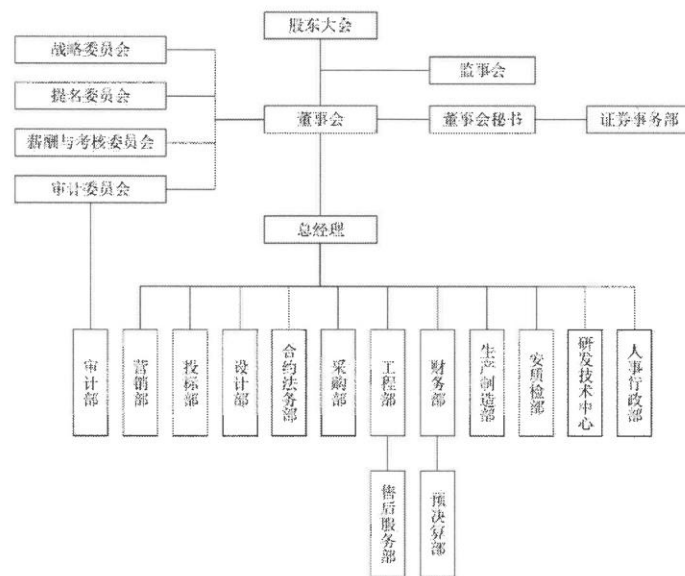 股东大会
战略委员会
监事会
提名委员会
董事会
董事会秘书
证券事务部
薪酬与考核委员会
审计委员会
总经理
审计部
营销部
投标部
设计部
合约法务部
采购部
工程部
财务部
生产制造部
安质检部
研发技术中心
人事行政部
售后服务部
预决算部